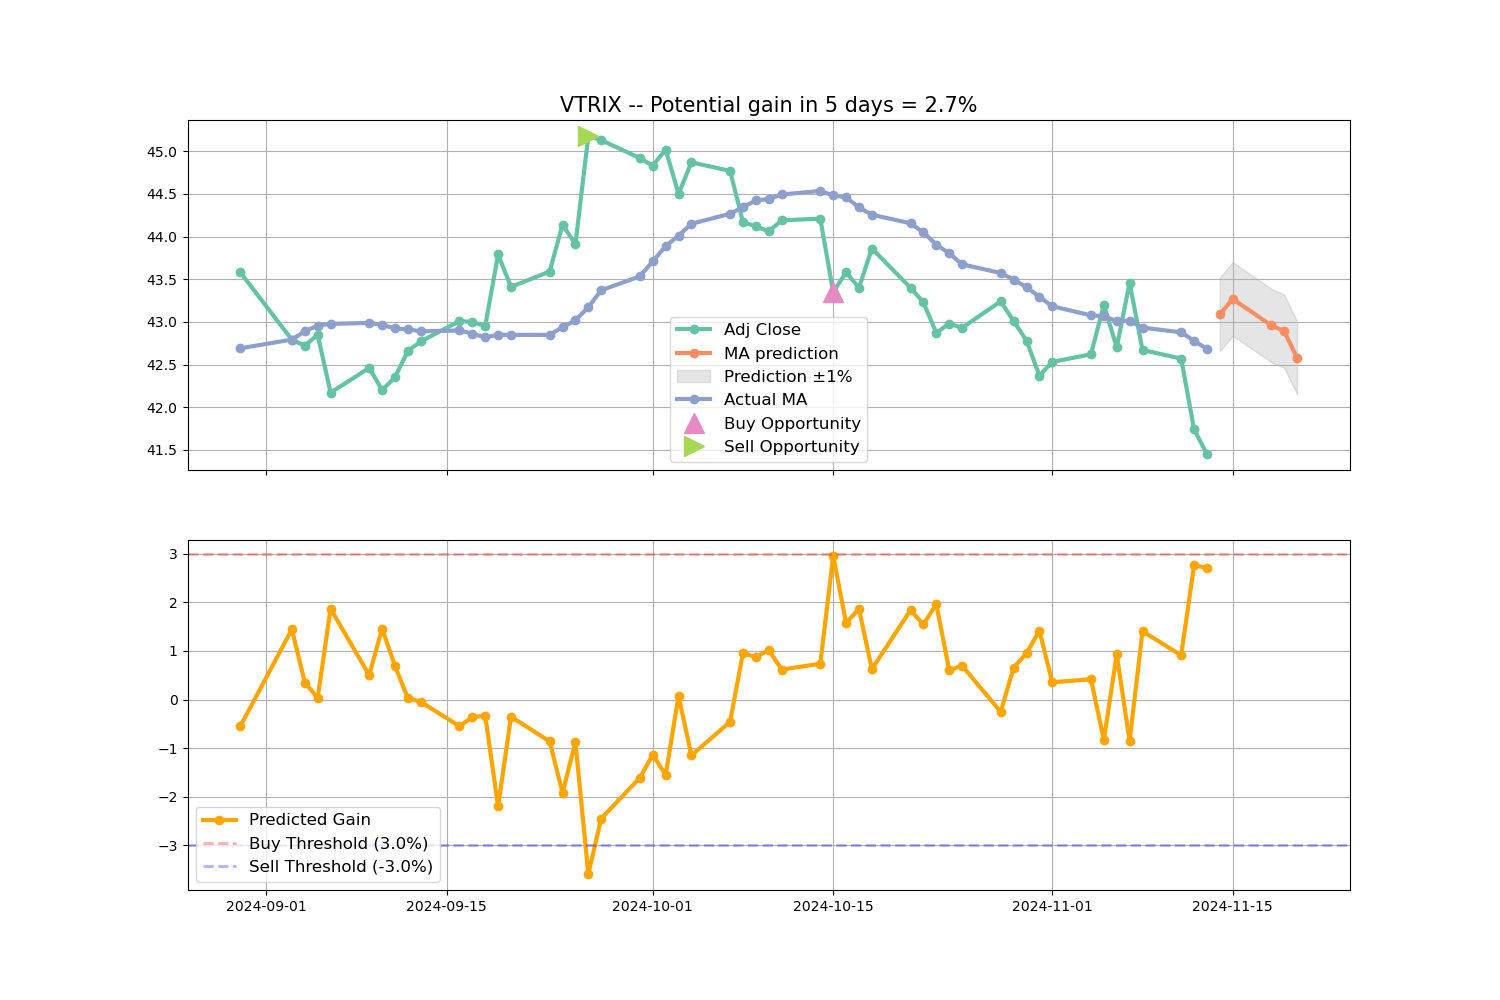 VTRIX -- Potential gain in 5 days = 2.7%
45.0
44.5
44.0
43.5
43.0
42.5
42.0
41.5
Adj Close
MA prediction
Prediction ±1%
Actual MA
Buy Opportunity
Sell Opportunity
3
2
1
0
−1
−2
−3
Predicted Gain
Buy Threshold (3.0%)
Sell Threshold (-3.0%)
2024-09-01 2024-09-15 2024-10-01 2024-10-15 2024-11-01 2024-11-15